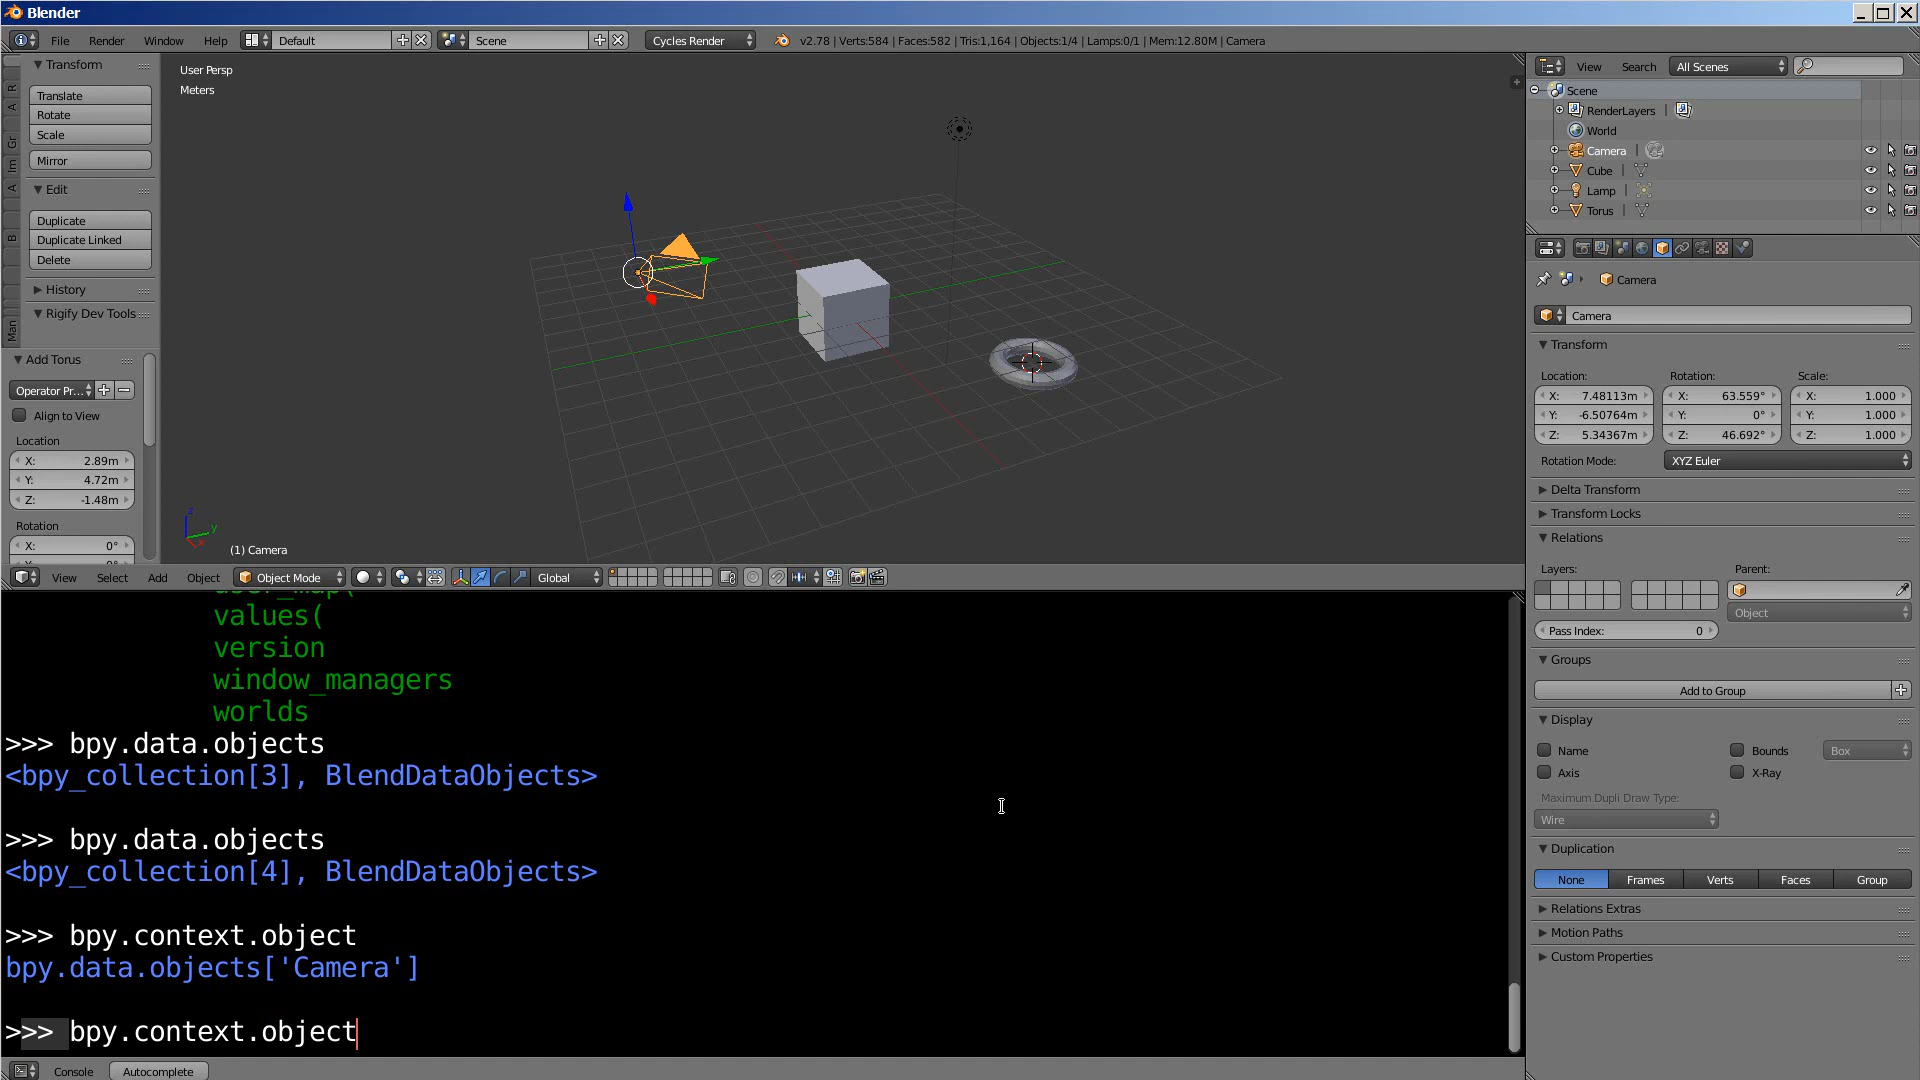 Blender
File Render Window Help Default Scene Cycles Render v2.78 | Verts:584 | Faces:582 | Tris:1,164 | Objects:1/4 | Lamps:0/1 | Mem:12.80M | Camera
Transform
Translate
Rotate
Scale
Mirror
Edit
Duplicate
Duplicate Linked
Delete
History
Rigify Dev Tools
R
A
Gr
Im
A
B
Man
Add Torus
Operator Pr...
Align to View
Location
X: 2.89m
Y: 4.72m
Z: -1.48m
Rotation
X: 0°
User Persp
Meters
z
y
x
(1) Camera
View Select Add Object Object Mode Global
user_map(
values(
version
window_managers
worlds
>>> bpy.data.objects
<bpy_collection[3], BlendDataObjects>
>>> bpy.data.objects
<bpy_collection[4], BlendDataObjects>
>>> bpy.context.object
bpy.data.objects['Camera']
>>> bpy.context.object
Console Autocomplete
View Search All Scenes
Scene
RenderLayers |
World
Camera |
Cube |
Lamp |
Torus |
Camera
Camera
Transform
Location: Rotation: Scale:
X: 7.48113m X: 63.559° X: 1.000
Y: -6.50764m Y: 0° Y: 1.000
Z: 5.34367m Z: 46.692° Z: 1.000
Rotation Mode: XYZ Euler
Delta Transform
Transform Locks
Relations
Layers: Parent:
Object
Pass Index: 0
Groups
Add to Group
Display
Name Bounds Box
Axis X-Ray
Maximum Dupli Draw Type:
Wire
Duplication
None Frames Verts Faces Group
Relations Extras
Motion Paths
Custom Properties